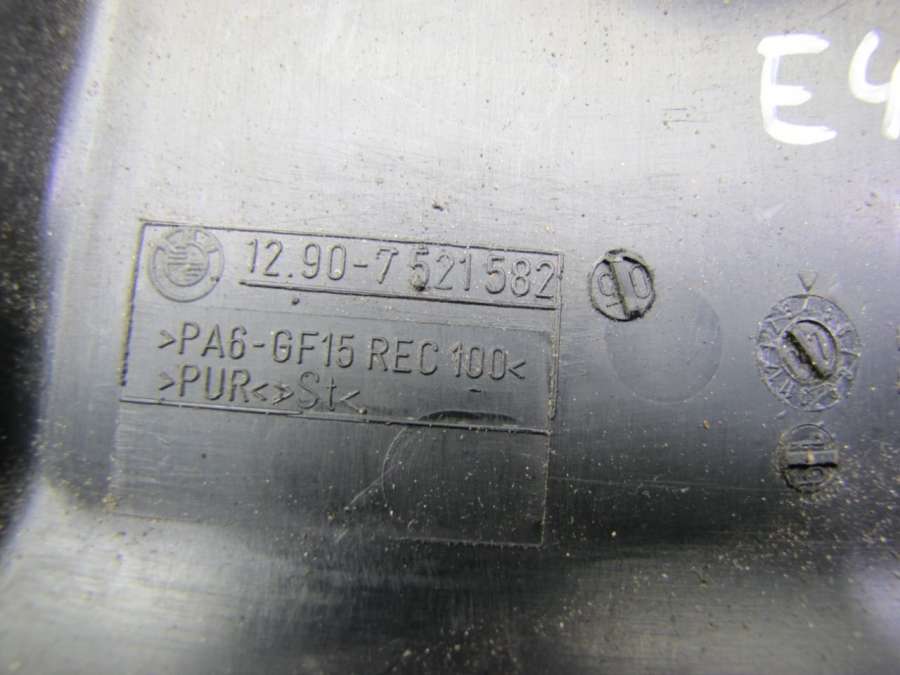 E4
12.90-7 521 582
>PA6-GF15 REC 100<
>PUR<>St<